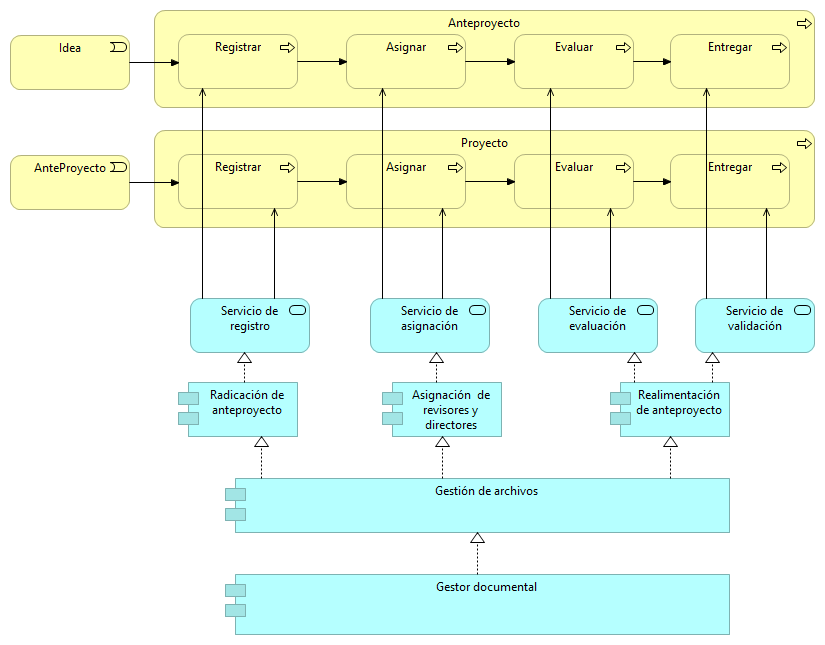 Anteproyecto
Idea
Registrar
Asignar
Evaluar
Entregar
Proyecto
AnteProyecto
Registrar
Asignar
Evaluar
Entregar
Servicio de
registro
Servicio de
asignación
Servicio de
evaluación
Servicio de
validación
Radicación de
anteproyecto
Asignación  de
revisores y
directores
Realimentación
de anteproyecto
Gestión de archivos
Gestor documental